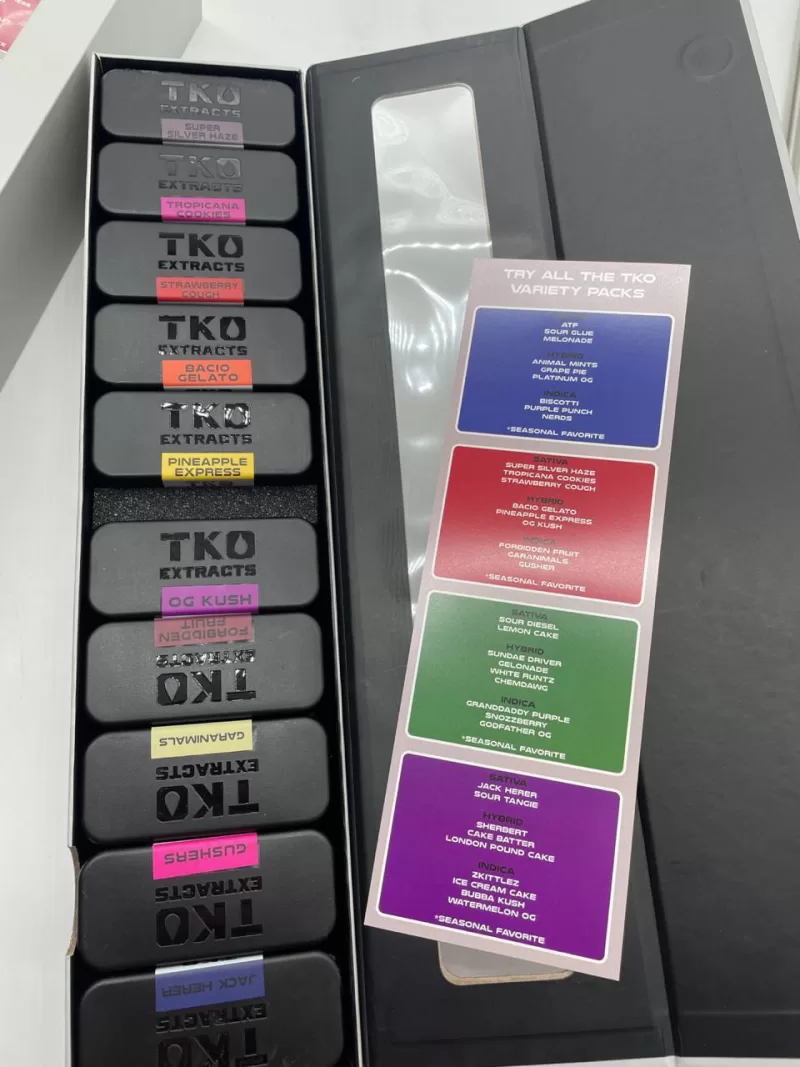 TKO
EXTRACTS
SUPER
SILVER HAZE
TKO
EXTRACTS
TROPICANA
COOKIES
TKO
EXTRACTS
STRAWBERRY
COUGH
TKO
EXTRACTS
BACIO
GELATO
TKO
EXTRACTS
PINEAPPLE
EXPRESS
TKO
EXTRACTS
OG KUSH
FORBIDDEN
FRUIT
TKO
EXTRACTS
GARANIMALS
TKO
EXTRACTS
GUSHERS
TKO
EXTRACTS
JACK HERER
TKO
EXTRACTS
TRY ALL THE TKO
VARIETY PACKS
ATF
SOUR GLUE
MELONADE
HYBRID
ANIMAL MINTS
GRAPE PIE
PLATINUM OG
INDICA
BISCOTTI
PURPLE PUNCH
NERDS
*SEASONAL FAVORITE
SATIVA
SUPER SILVER HAZE
TROPICANA COOKIES
STRAWBERRY COUGH
HYBRID
BACIO GELATO
PINEAPPLE EXPRESS
OG KUSH
INDICA
FORBIDDEN FRUIT
GARANIMALS
GUSHER
*SEASONAL FAVORITE
SATIVA
SOUR DIESEL
LEMON CAKE
HYBRID
SUNDAE DRIVER
GELONADE
WHITE RUNTZ
CHEMDAWG
INDICA
GRANDDADDY PURPLE
SNOZZBERRY
GODFATHER OG
*SEASONAL FAVORITE
SATIVA
JACK HERER
SOUR TANGIE
HYBRID
SHERBERT
CAKE BATTER
LONDON POUND CAKE
INDICA
ZKITTLEZ
ICE CREAM CAKE
BUBBA KUSH
WATERMELON OG
*SEASONAL FAVORITE